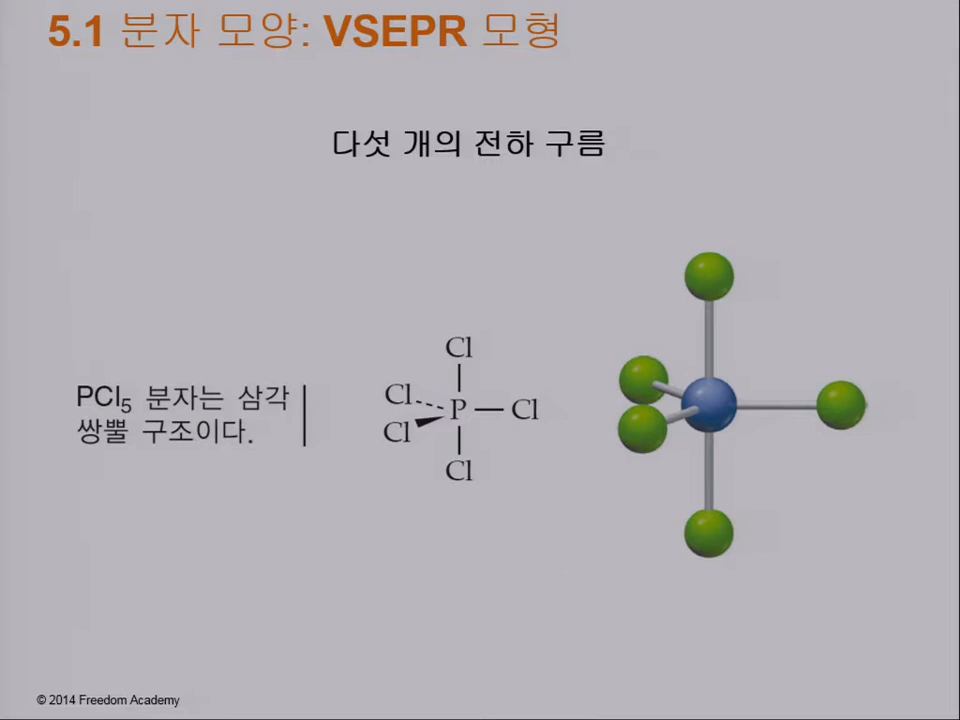 5.1 분자 모양: VSEPR 모형
다섯 개의 전하 구름
PCl₅ 분자는 삼각
쌍뿔 구조이다.
Cl
Cl
P
Cl
Cl
Cl
© 2014 Freedom Academy